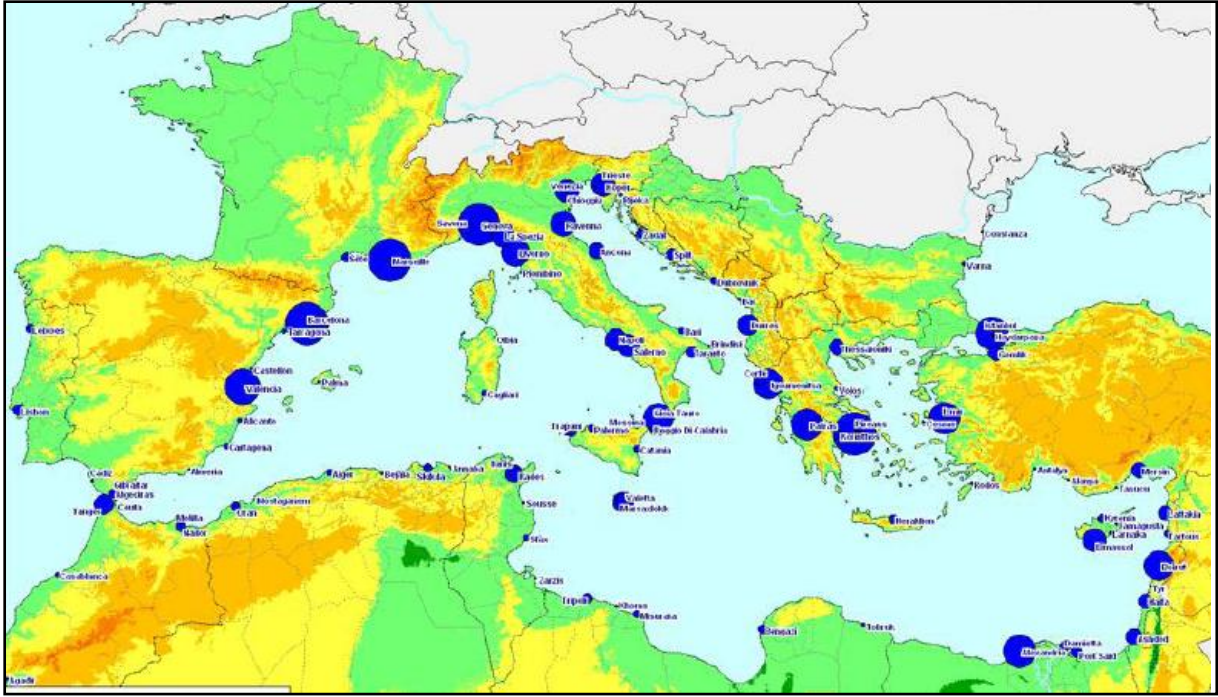 Venezia
Trieste
Koper
Chioggia
Rijeka
Savona
Genova
Ravenna
Zadar
Constanza
La Spezia
Livorno
Ancona
Split
Sete
Marseille
Piombino
Varna
Dubrovnik
Bar
Leixoes
Barcelona
Tarragona
Durres
Istanbul
Haydarpasa
Gemlik
Olbia
Napoli
Salerno
Bari
Brindisi
Taranto
Thessaloniki
Castellon
Valencia
Palma
Corfu
Igoumenitsa
Volos
Cagliari
Lisbon
Alicante
Gioia Tauro
Messina
Reggio Di Calabria
Trapani
Palermo
Patras
Piraeus
Korinthos
Izmir
Cesme
Cartagena
Catania
Cadiz
Almeria
Gibraltar
Algeciras
Ceuta
Tanger
Alger
Bejaia
Skikda
Annaba
Tunis
Rades
Antalya
Alanya
Mersin
Tasucu
Rodos
Mostaganem
Oran
Melilla
Nador
Sousse
Valetta
Marsaxlokk
Heraklion
Kyrenia
Famagusta
Larnaka
Limassol
Lattakia
Tartous
Sfax
Beirut
Casablanca
Zarzis
Tyr
Haifa
Tripoli
Khoms
Misurata
Bengazi
Tobruk
Ashdod
Alexandria
Damietta
Port Said
Agadir